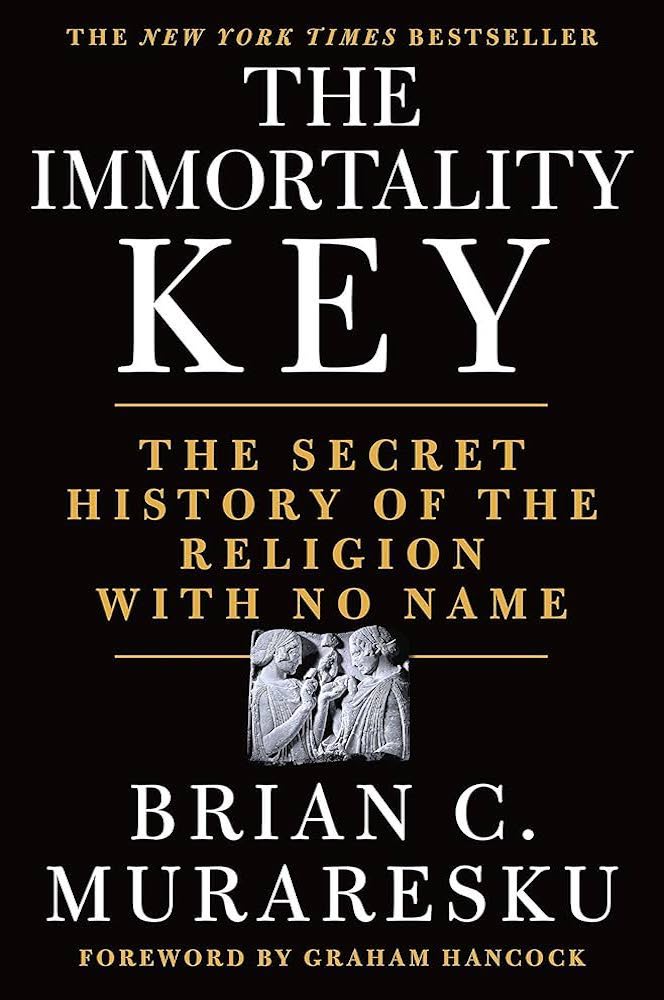 THE NEW YORK TIMES BESTSELLER
THE
IMMORTALITY
KEY
THE SECRET
HISTORY OF THE
RELIGION
WITH NO NAME
BRIAN C.
MURARESKU
FOREWORD BY GRAHAM HANCOCK